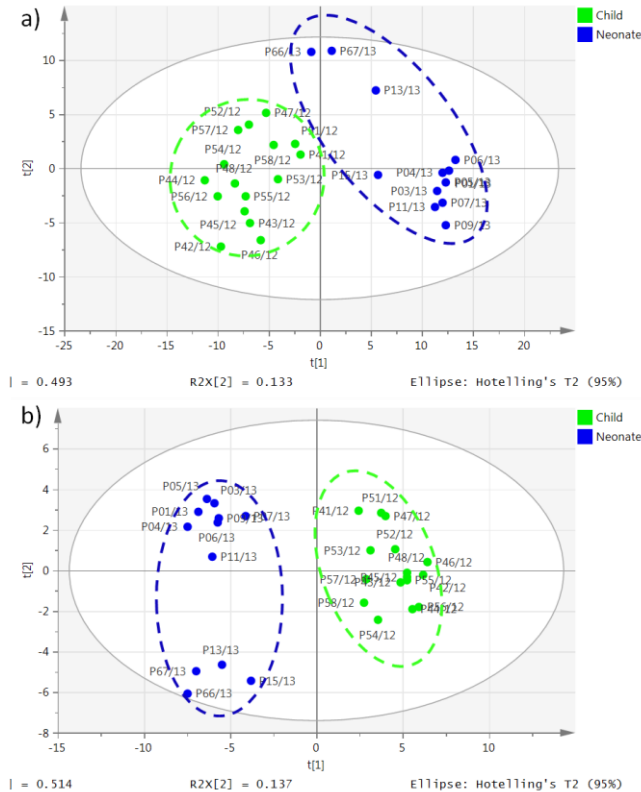 a)
Child
Neonate
10
5
0
-5
-10
-15
t[2]
P66/13
P67/13
P13/13
P52/12
P47/12
P57/12
P54/12
P58/12
P41/12
P48/12
P53/12
P44/12
P56/12
P55/12
P45/12
P43/12
P42/12
P46/12
P15/13
P06/13
P04/13
P03/13
P07/13
P11/13
P09/13
-25 -20 -15 -10 -5 0 5 10 15 20
t[1]
| = 0.493 R2X[2] = 0.133 Ellipse: Hotelling's T2 (95%)
b)
Child
Neonate
6
4
2
0
-2
-4
-6
-8
t[2]
P05/13
P03/13
P01/13
P04/13
P09/13
P06/13
P11/13
P13/13
P67/13
P15/13
P66/13
P51/12
P41/12
P47/12
P52/12
P53/12
P48/12
P46/12
P57/12
P55/12
P42/12
P58/12
P44/12
P54/12
-15 -10 -5 0 5 10
t[1]
| = 0.514 R2X[2] = 0.137 Ellipse: Hotelling's T2 (95%)